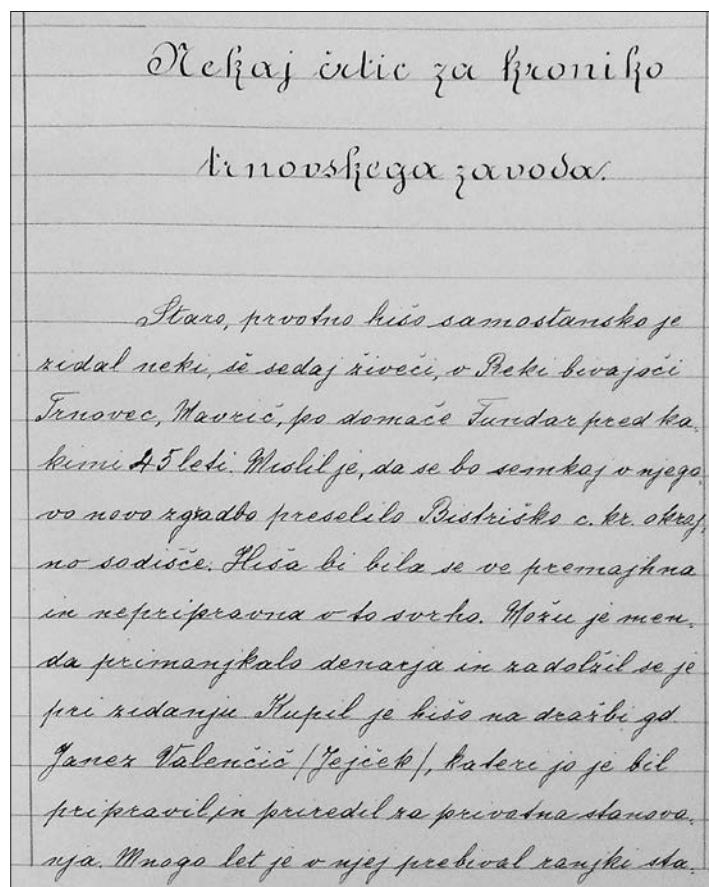 Nekaj črtic za kroniko
trnovskega zavoda.
Staro, prvotno hišo samostansko je
zidal neki, še sedaj živeči, v Reki bivajoči
Trnovec, Mavrič, po domače Fundar pred ka-
kimi 45 leti. Mislil je, da se bo semkaj v njego-
vo novo zgradbo preselilo Bistriško c. kr. okraj-
no sodišče. Hiša bi bila se ve premajhna
in nepripravna v to svrho. Možu je men-
da primanjkalo denarja in zadolžil se je
pri zidanju Kupil je hišo na dražbi gd.
Janez Valenčič (Jejček), kateri jo je bil
pripravil in priredil za privatna stanova-
nja. Mnogo let je v njej prebival ranjki sta-